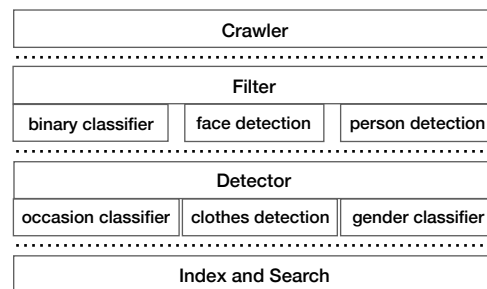 Crawler
Filter
binary classifier face detection person detection
Detector
occasion classifier clothes detection gender classifier
Index and Search